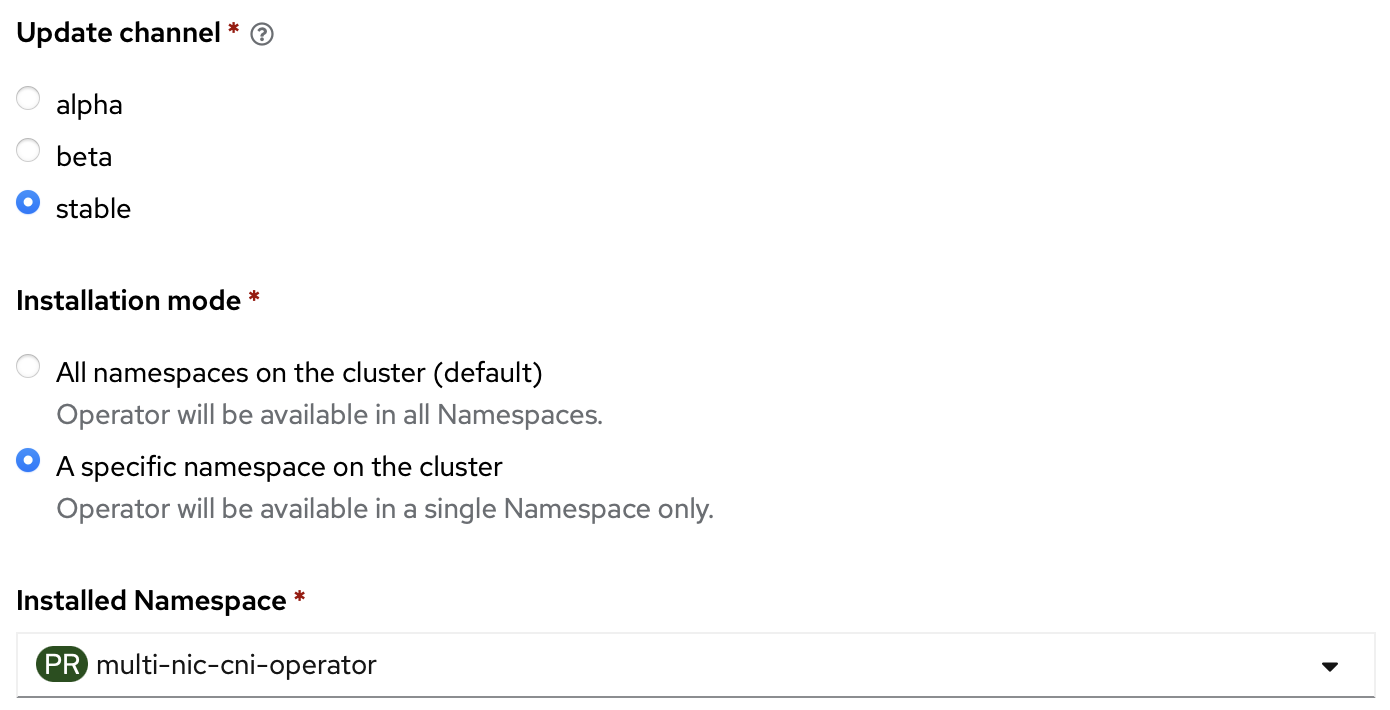 Update channel *
alpha
beta
stable
Installation mode *
All namespaces on the cluster (default)
Operator will be available in all Namespaces.
A specific namespace on the cluster
Operator will be available in a single Namespace only.
Installed Namespace *
PR multi-nic-cni-operator